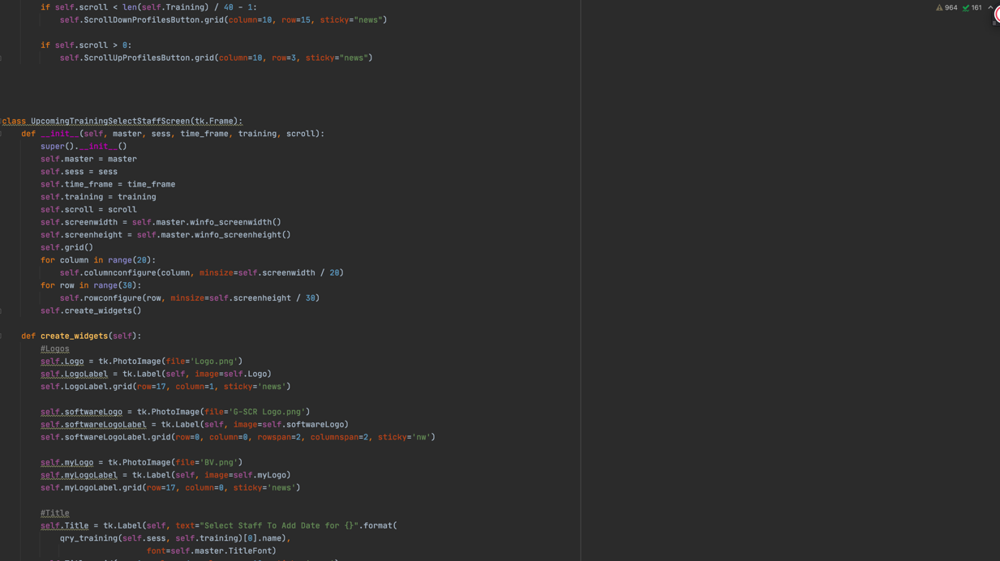 if self.scroll < len(self.Training) / 40 - 1:
964 161
self.ScrollDownProfilesButton.grid(column=10, row=15, sticky="news")
if self.scroll > 0:
self.ScrollUpProfilesButton.grid(column=10, row=3, sticky="news")
class UpcomingTrainingSelectStaffScreen(tk.Frame):
def __init__(self, master, sess, time_frame, training, scroll):
super().__init__()
self.master = master
self.sess = sess
self.time_frame = time_frame
self.training = training
self.scroll = scroll
self.screenwidth = self.master.winfo_screenwidth()
self.screenheight = self.master.winfo_screenheight()
self.grid()
for column in range(20):
self.columnconfigure(column, minsize=self.screenwidth / 20)
for row in range(30):
self.rowconfigure(row, minsize=self.screenheight / 30)
self.create_widgets()
def create_widgets(self):
#Logos
self.Logo = tk.PhotoImage(file='Logo.png')
self.LogoLabel = tk.Label(self, image=self.Logo)
self.LogoLabel.grid(row=17, column=1, sticky='news')
self.softwareLogo = tk.PhotoImage(file='G-SCR Logo.png')
self.softwareLogoLabel = tk.Label(self, image=self.softwareLogo)
self.softwareLogoLabel.grid(row=0, column=0, rowspan=2, columnspan=2, sticky='nw')
self.myLogo = tk.PhotoImage(file='BV.png')
self.myLogoLabel = tk.Label(self, image=self.myLogo)
self.myLogoLabel.grid(row=17, column=0, sticky='news')
#Title
self.Title = tk.Label(self, text="Select Staff To Add Date for {}".format(
qry_training(self.sess, self.training)[0].name),
font=self.master.TitleFont)